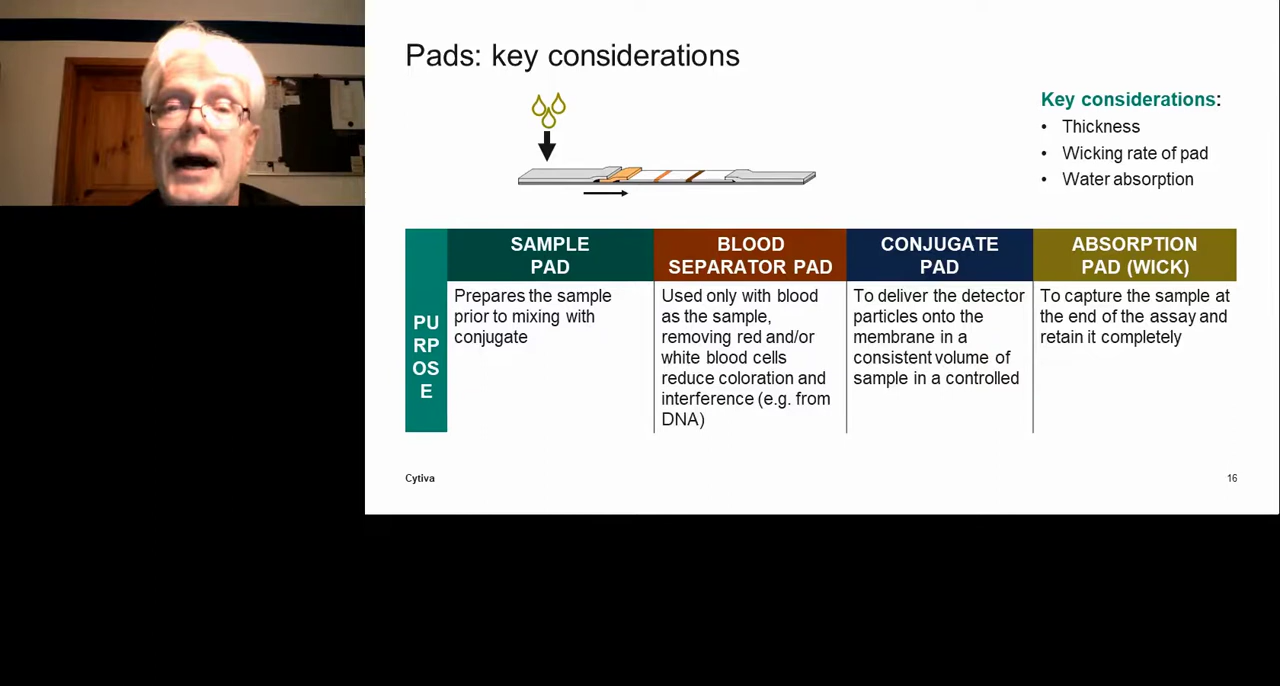 Pads: key considerations
Key considerations:
• Thickness
• Wicking rate of pad
• Water absorption
PU
RP
OS
E
SAMPLE
PAD
Prepares the sample
prior to mixing with
conjugate
BLOOD
SEPARATOR PAD
Used only with blood
as the sample,
removing red and/or
white blood cells
reduce coloration and
interference (e.g. from
DNA)
CONJUGATE
PAD
To deliver the detector
particles onto the
membrane in a
consistent volume of
sample in a controlled
ABSORPTION
PAD (WICK)
To capture the sample at
the end of the assay and
retain it completely
Cytiva
16